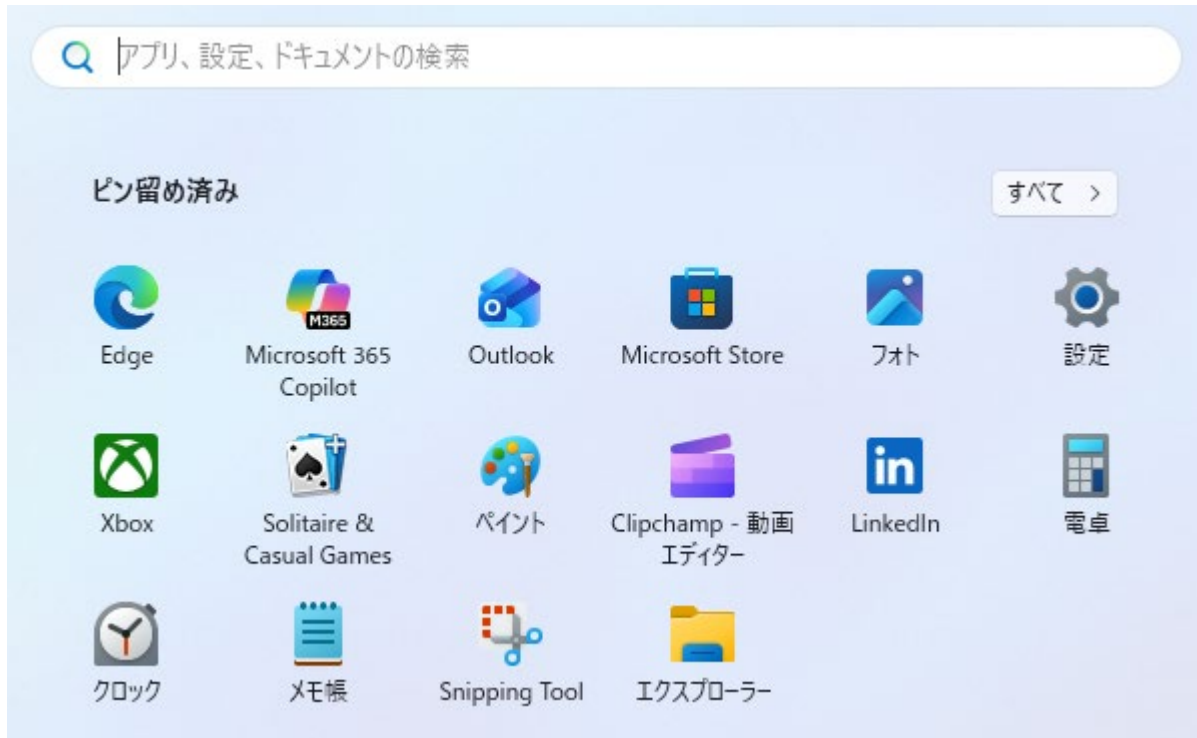 アプリ、設定、ドキュメントの検索
ピン留め済み
すべて
Edge
Microsoft 365
Copilot
Outlook
Microsoft Store
フォト
設定
M365
Xbox
Solitaire &
Casual Games
ペイント
Clipchamp - 動画
エディター
LinkedIn
電卓
in
クロック
メモ帳
Snipping Tool
エクスプローラー